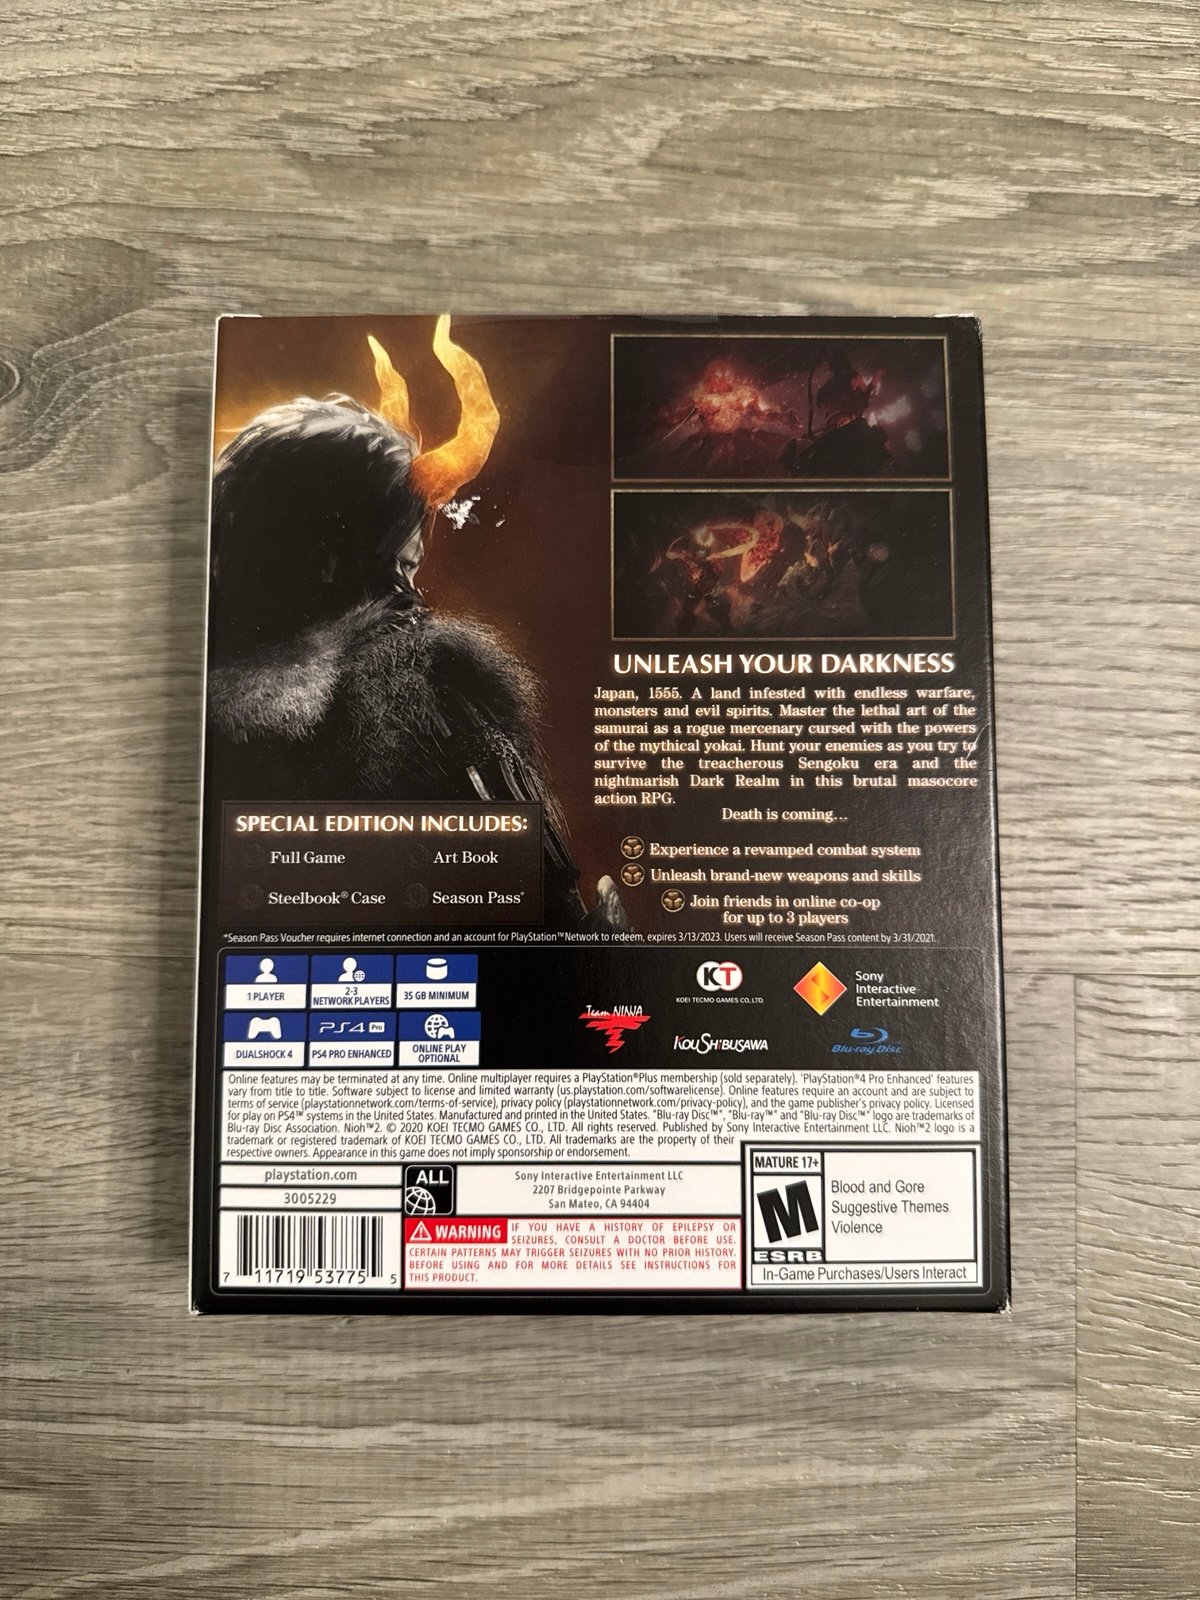 UNLEASH YOUR DARKNESS
Japan, 1555. A land infested with endless warfare,
monsters and evil spirits. Master the lethal art of the
samurai as a rogue mercenary cursed with the powers
of the mythical yokai. Hunt your enemies as you try to
survive the treacherous Sengoku era and the
nightmarish Dark Realm in this brutal masocore
action RPG.
Death is coming...
SPECIAL EDITION INCLUDES:
Full Game
Art Book
Steelbook® Case
Season Pass*
Experience a revamped combat system
Unleash brand-new weapons and skills
Join friends in online co-op
for up to 3 players
*Season Pass Voucher requires internet connection and an account for PlayStation™Network to redeem, expires 3/13/2023. Users will receive Season Pass content by 3/31/2021.
1 PLAYER
2-3
NETWORK PLAYERS
35 GB MINIMUM
DUALSHOCK 4
PS4 Pro
PS4 PRO ENHANCED
ONLINE PLAY
OPTIONAL
Team NINJA
KT
KOEI TECMO GAMES CO., LTD.
KOU SHIBUSAWA
Sony
Interactive
Entertainment
Blu-ray Disc
Online features may be terminated at any time. Online multiplayer requires a PlayStation®Plus membership (sold separately). 'PlayStation®4 Pro Enhanced' features
vary from title to title. Software subject to license and limited warranty (us.playstation.com/softwarelicense). Online features require an account and are subject to
terms of service (playstationnetwork.com/terms-of-service), privacy policy (playstationnetwork.com/privacy-policy), and the game publisher's privacy policy. Licensed
for play on PS4™ systems in the United States. Manufactured and printed in the United States. "Blu-ray Disc™", "Blu-ray™" and "Blu-ray Disc™" logo are trademarks of
Blu-ray Disc Association. Nioh™2. © 2020 KOEI TECMO GAMES CO., LTD. All rights reserved. Published by Sony Interactive Entertainment LLC. Nioh™2 logo is a
trademark or registered trademark of KOEI TECMO GAMES CO., LTD. All trademarks are the property of their
respective owners. Appearance in this game does not imply sponsorship or endorsement.
playstation.com
3005229
7 11719 53775 5
ALL
Sony Interactive Entertainment LLC
2207 Bridgepointe Parkway
San Mateo, CA 94404
WARNING IF YOU HAVE A HISTORY OF EPILEPSY OR
SEIZURES, CONSULT A DOCTOR BEFORE USE.
CERTAIN PATTERNS MAY TRIGGER SEIZURES WITH NO PRIOR HISTORY.
BEFORE USING AND FOR MORE DETAILS SEE INSTRUCTIONS FOR
THIS PRODUCT.
MATURE 17+
M
ESRB
Blood and Gore
Suggestive Themes
Violence
In-Game Purchases/Users Interact